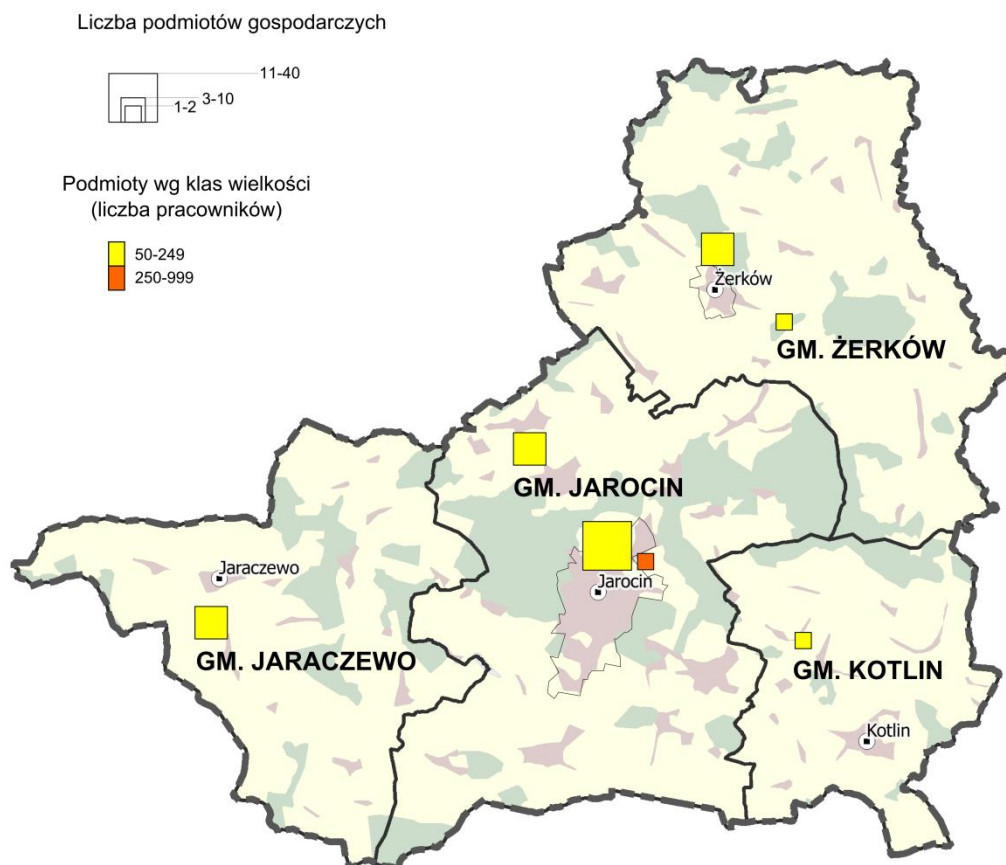 Liczba podmiotów gospodarczych
11-40
3-10
1-2
Podmioty wg klas wielkości
(liczba pracowników)
50-249
250-999
Żerków
GM. ŻERKÓW
GM. JAROCIN
Jarocin
Jaraczewo
GM. JARACZEWO
GM. KOTLIN
Kotlin